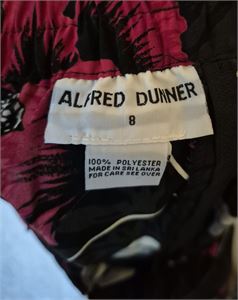 ALFRED DUNNER
8
100% POLYESTER
MADE IN SRI LANKA
FOR CARE SEE OVER